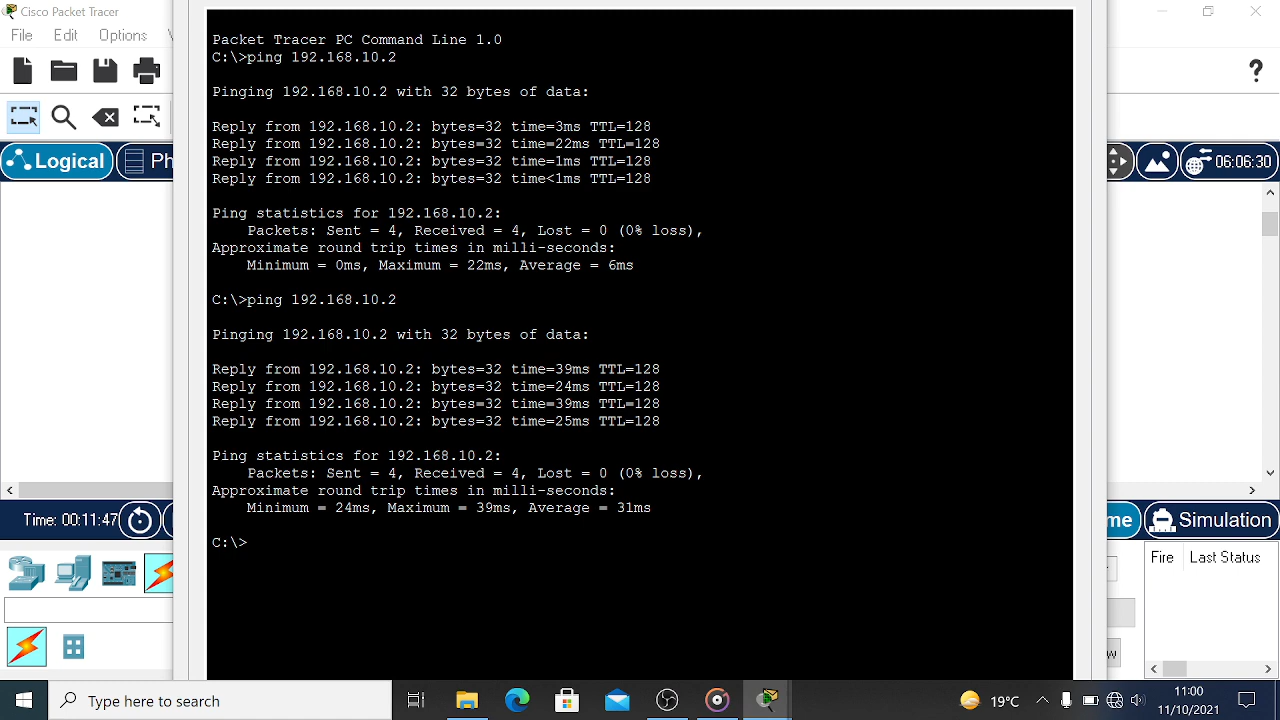 Cisco Packet Tracer
File Edit Options
Logical
Ph
06:06:30
Packet Tracer PC Command Line 1.0
C:\>ping 192.168.10.2
Pinging 192.168.10.2 with 32 bytes of data:
Reply from 192.168.10.2: bytes=32 time=3ms TTL=128
Reply from 192.168.10.2: bytes=32 time=22ms TTL=128
Reply from 192.168.10.2: bytes=32 time=1ms TTL=128
Reply from 192.168.10.2: bytes=32 time<1ms TTL=128
Ping statistics for 192.168.10.2:
Packets: Sent = 4, Received = 4, Lost = 0 (0% loss),
Approximate round trip times in milli-seconds:
Minimum = 0ms, Maximum = 22ms, Average = 6ms
C:\>ping 192.168.10.2
Pinging 192.168.10.2 with 32 bytes of data:
Reply from 192.168.10.2: bytes=32 time=39ms TTL=128
Reply from 192.168.10.2: bytes=32 time=24ms TTL=128
Reply from 192.168.10.2: bytes=32 time=39ms TTL=128
Reply from 192.168.10.2: bytes=32 time=25ms TTL=128
Ping statistics for 192.168.10.2:
Packets: Sent = 4, Received = 4, Lost = 0 (0% loss),
Approximate round trip times in milli-seconds:
Minimum = 24ms, Maximum = 39ms, Average = 31ms
C:\>
Time: 00:11:47
me
Simulation
Fire Last Status
w
Type here to search
19°C
11:00
11/10/2021